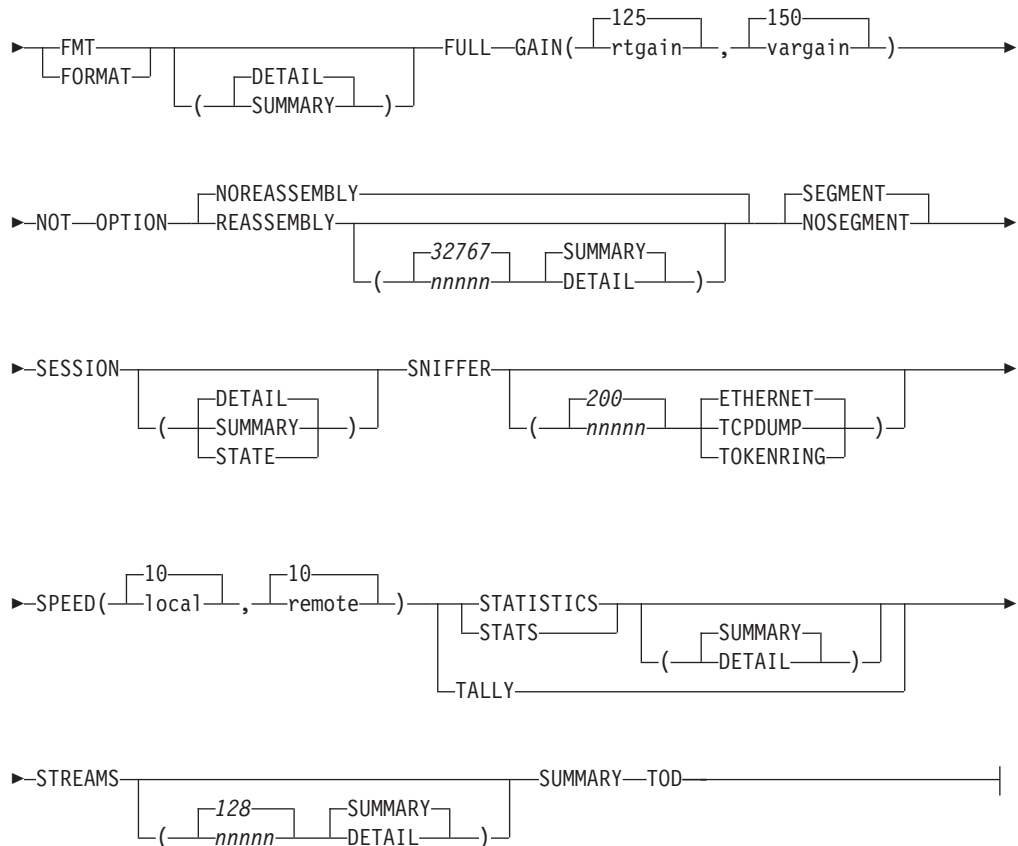 125 150
FMT FULL GAIN( rtgain , vargain )
FORMAT DETAIL
( SUMMARY )
NOREASSEMBLY SEGMENT
NOT OPTION REASSEMBLY NOSEGMENT
32767 SUMMARY
( nnnnn DETAIL )
SESSION SNIFFER
DETAIL 200 ETHERNET
( SUMMARY ) ( nnnnn TCPDUMP )
STATE TOKENRING
10 10
SPEED( local , remote ) STATISTICS
STATS SUMMARY
( DETAIL )
TALLY
STREAMS SUMMARY TOD
128 SUMMARY
( nnnnn DETAIL )